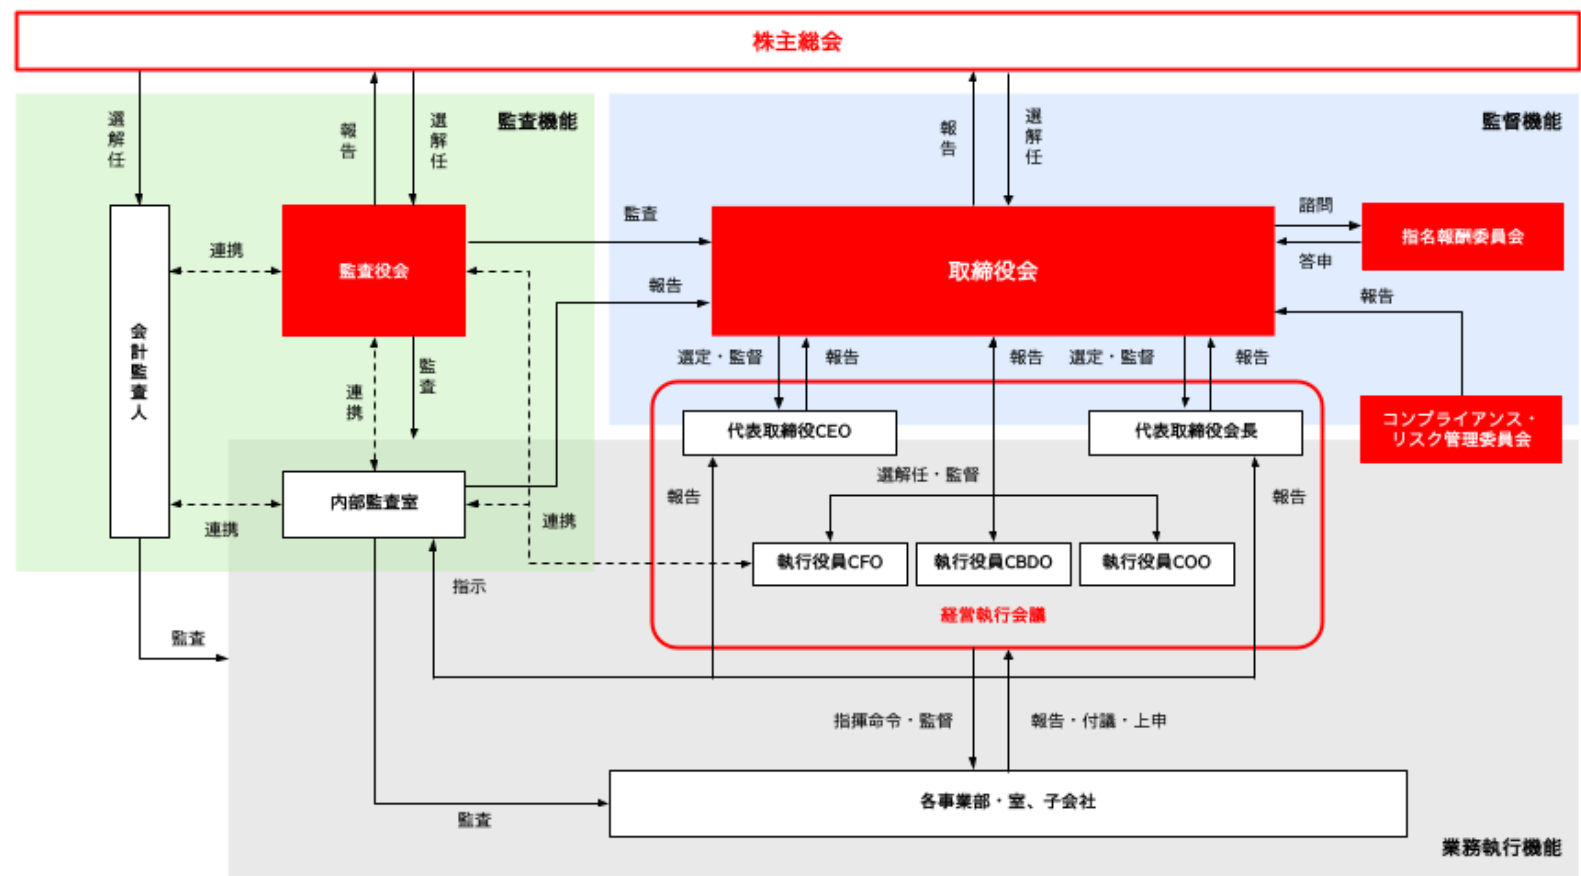 株主総会
選解任
報告
選解任
監査機能
報告
選解任
監督機能
監査
諮問
指名報酬委員会
答申
連携
監査役会
取締役会
報告
報告
会計監査人
監査
連携
選定・監督
報告
報告
選定・監督
報告
コンプライアンス・
リスク管理委員会
代表取締役CEO
代表取締役会長
選解任・監督
報告
報告
内部監査室
連携
連携
執行役員CFO
執行役員CBDO
執行役員COO
指示
経営執行会議
監査
指揮命令・監督
報告・付議・上申
各事業部・室、子会社
監査
業務執行機能